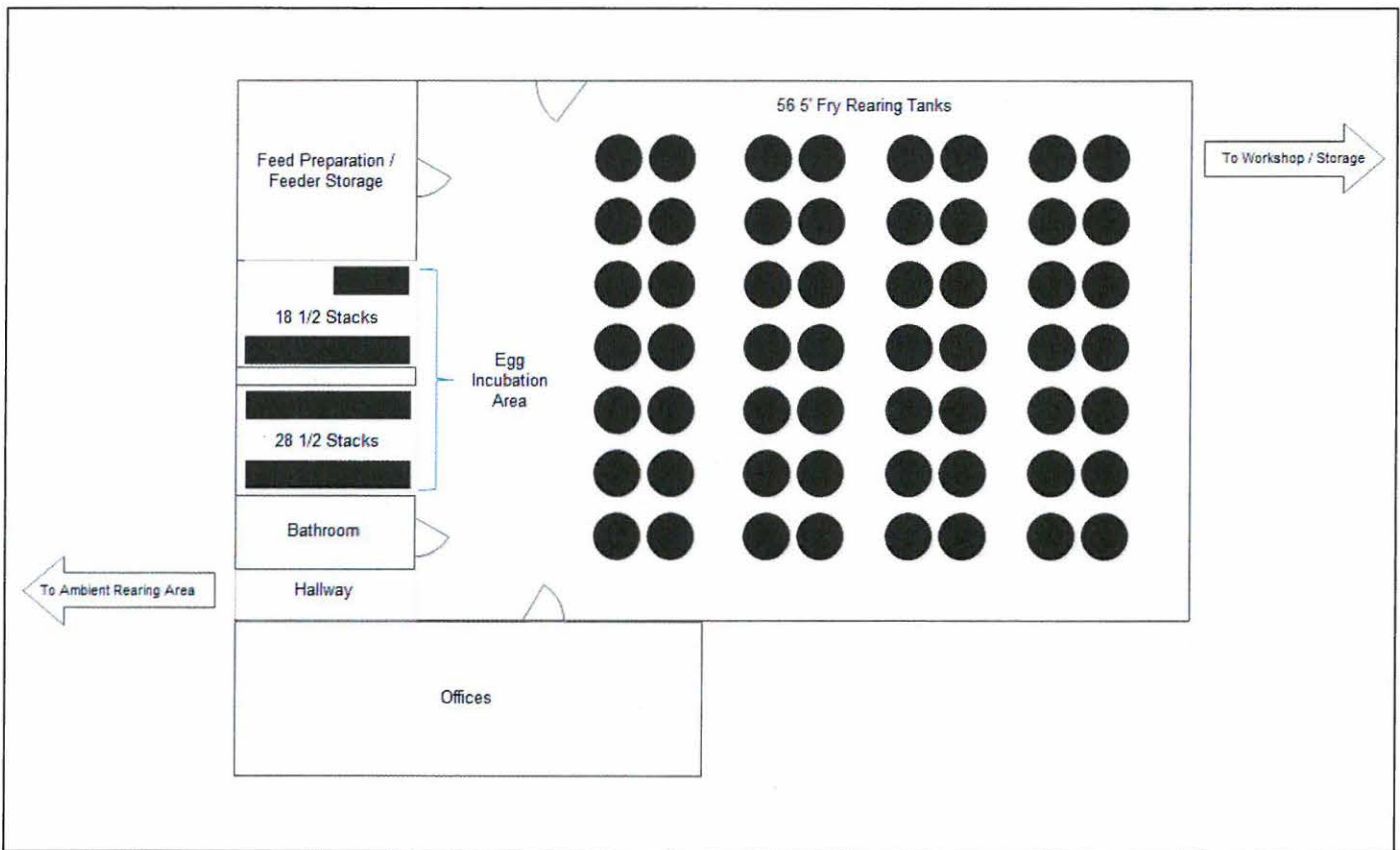 56 5' Fry Rearing Tanks
Feed Preparation /
Feeder Storage
To Workshop / Storage
18 1/2 Stacks
Egg
Incubation
Area
28 1/2 Stacks
Bathroom
To Ambient Rearing Area
Hallway
Offices